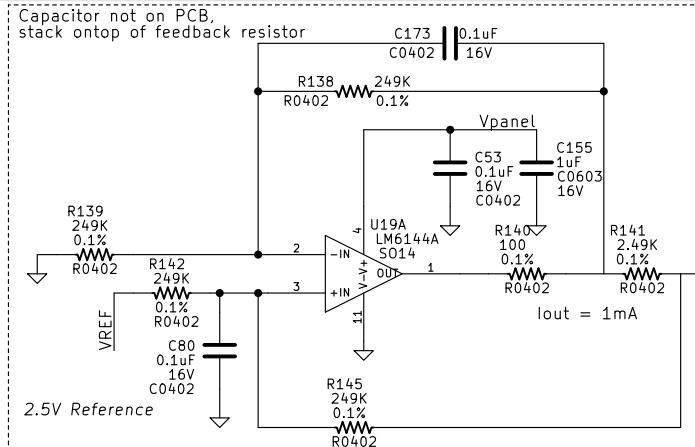 Capacitor not on PCB,
stack ontop of feedback resistor
C173
0.1uF
C0402
16V
R138
249K
R0402
0.1%
Vpanel
C53
0.1uF
16V
C0402
C155
1uF
C0603
16V
R139
249K
0.1%
R0402
U19A
LM6144A
SO14
4
2
-IN
V+
OUT
1
3
+IN
V-
11
R140
100
0.1%
R0402
R141
2.49K
0.1%
R0402
R142
249K
0.1%
R0402
VREF
Iout = 1mA
C80
0.1uF
16V
C0402
R145
249K
0.1%
R0402
2.5V Reference